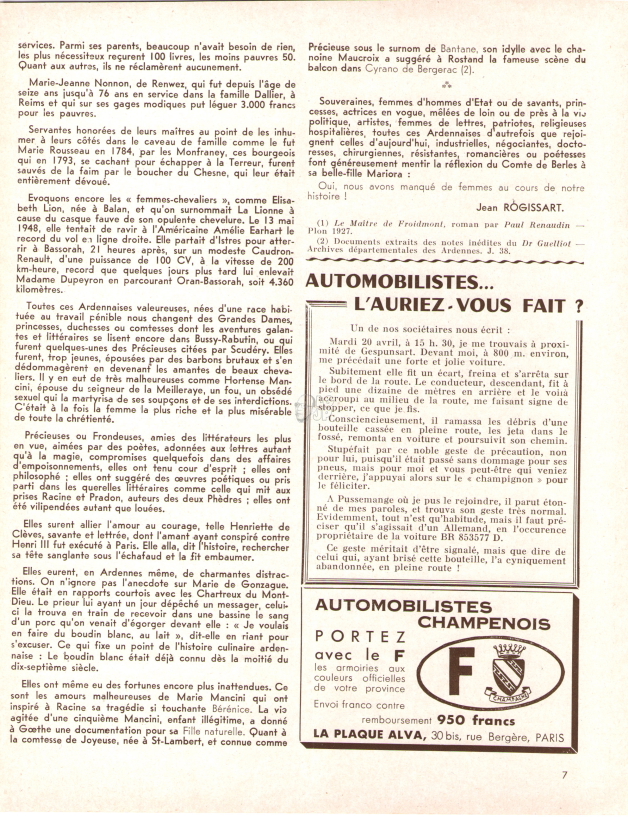 services. Parmi ses parents, beaucoup n'avait besoin de rien,
les plus nécessiteux reçurent 100 livres, les moins pauvres 50.
Quant aux autres, ils ne réclamèrent aucunement.
Marie-Jeanne Nonnon, de Renwez, qui fut depuis l'âge de
seize ans jusqu'à 76 ans en service dans la famille Dallier, à
Reims et qui sur ses gages modiques put léguer 3.000 francs
pour les pauvres.
Servantes honorées de leurs maîtres au point de les inhu-
mer à leurs côtés dans le caveau de famille comme le fut
Marie Rousseau en 1784, par les Monfraney, ces bourgeois
qui en 1793, se cachant pour échapper à la Terreur, furent
sauvés de la faim par le boucher du Chesne, qui leur était
entièrement dévoué.
Evoquons encore les « femmes-chevaliers », comme Elisa-
beth Lion, née à Balan, et qu'on surnommait La Lionne à
cause du casque fauve de son opulente chevelure. Le 13 mai
1948, elle tentait de ravir à l'Américaine Amélie Earhart le
record du vol en ligne droite. Elle partait d'Istres pour atter-
rir à Bassorah, 21 heures après, sur un modeste Caudron-
Renault, d'une puissance de 100 CV, à la vitesse de 200
km-heure, record que quelques jours plus tard lui enlevait
Madame Dupeyron en parcourant Oran-Bassorah, soit 4.360
kilomètres.
Toutes ces Ardennaises valeureuses, nées d'une race habi-
tuée au travail pénible nous changent des Grandes Dames,
princesses, duchesses ou comtesses dont les aventures galan-
tes et littéraires se lisent encore dans Bussy-Rabutin, ou qui
furent quelques-unes des Précieuses citées par Scudéry. Elles
furent, trop jeunes, épousées par des barbons brutaux et s'en
dédommagèrent en devenant les amantes de beaux cheva-
liers. Il y en eut de très malheureuses comme Hortense Man-
cini, épouse du seigneur de la Meilleraye, un fou, un obsédé
sexuel qui la martyrisa de ses soupçons et de ses interdictions.
C'était à la fois la femme la plus riche et la plus misérable
de toute la chrétienté.
Précieuses ou Frondeuses, amies des littérateurs les plus
en vue, aimées par des poètes, adonnées aux lettres autant
qu'à la magie, compromises quelquefois dans des affaires
d'empoisonnements, elles ont tenu cour d'esprit ; elles ont
philosophé ; elles ont suggéré des œuvres poétiques ou pris
parti dans les querelles littéraires comme celle qui mit aux
prises Racine et Pradon, auteurs des deux Phèdres ; elles ont
été vilipendées autant que louées.
Elles surent allier l'amour au courage, telle Henriette de
Clèves, savante et lettrée, dont l'amant ayant conspiré contre
Henri III fut exécuté à Paris. Elle alla, dit l'histoire, rechercher
sa tête sanglante sous l'échafaud et la fit embaumer.
Elles eurent, en Ardennes même, de charmantes distrac-
tions. On n'ignore pas l'anecdote sur Marie de Gonzague.
Elle était en rapports courtois avec les Chartreux du Mont-
Dieu. Le prieur lui ayant un jour dépêché un messager, celui-
ci la trouva en train de recevoir dans une bassine le sang
d'un porc qu'on venait d'égorger devant elle : « Je voulais
en faire du boudin blanc, au lait », dit-elle en riant pour
s'excuser. Ce qui fixe un point de l'histoire culinaire arden-
naise : Le boudin blanc était déjà connu dès la moitié du
dix-septième siècle.
Elles ont même eu des fortunes encore plus inattendues. Ce
sont les amours malheureuses de Marie Mancini qui ont
inspiré à Racine sa tragédie si touchante Bérénice. La vie
agitée d'une cinquième Mancini, enfant illégitime, a donné
à Gœthe une documentation pour sa Fille naturelle. Quant à
la comtesse de Joyeuse, née à St-Lambert, et connue comme
Précieuse sous le surnom de Bantane, son idylle avec le cha-
noine Maucroix a suggéré à Rostand la fameuse scène du
balcon dans Cyrano de Bergerac (2).
Souveraines, femmes d'hommes d'Etat ou de savants, prin-
cesses, actrices en vogue, mêlées de loin ou de près à la vie
politique, artistes, femmes de lettres, patriotes, religieuses
hospitalières, toutes ces Ardennaises d'autrefois que rejoi-
gnent celles d'aujourd'hui, industrielles, négociantes, docto-
resses, chirurgiennes, résistantes, romancières ou poétesses
font généreusement mentir la réflexion du Comte de Berles à
sa belle-fille Mariora :
Oui, nous avons manqué de femmes au cours de notre
histoire !
Jean ROGISSART.
(1) Le Maître de Froidmont, roman par Paul Renaudin —
Plon 1927.
(2) Documents extraits des notes inédites du Dr Guelliot —
Archives départementales des Ardennes. J. 38.
AUTOMOBILISTES...
L'AURIEZ-VOUS FAIT ?
Un de nos sociétaires nous écrit :
Mardi 20 avril, à 15 h. 30, je me trouvais à proxi-
mité de Gespunsart. Devant moi, à 800 m. environ,
me précédait une forte et jolie voiture.
Subitement elle fit un écart, freina et s'arrêta sur
le bord de la route. Le conducteur, descendant, fit à
pied une dizaine de mètres en arrière et le voilà
accroupi au milieu de la route, me faisant signe de
stopper, ce que je fis.
Consciencieusement, il ramassa les débris d'une
bouteille cassée en pleine route, les jeta dans le
fossé, remonta en voiture et poursuivit son chemin.
Stupéfait par ce noble geste de précaution, non
pour lui, puisqu'il était passé sans dommage pour ses
pneus, mais pour moi et vous peut-être qui veniez
derrière, j'appuyai alors sur le « champignon » pour
le féliciter.
A Pussemange où je pus le rejoindre, il parut éton-
né de mes paroles, et trouva son geste très normal.
Evidemment, tout n'est qu'habitude, mais il faut pré-
ciser qu'il s'agissait d'un Allemand, en l'occurence
propriétaire de la voiture BR 853577 D.
Ce geste méritait d'être signalé, mais que dire de
celui qui, ayant brisé cette bouteille, l'a cyniquement
abandonnée, en pleine route !
AUTOMOBILISTES
CHAMPENOIS
PORTEZ
avec le F
les armoiries aux
couleurs officielles
de votre province
Envoi franco contre
remboursement 950 francs
LA PLAQUE ALVA, 30 bis, rue Bergère, PARIS
F
CHAMPAGNE
7